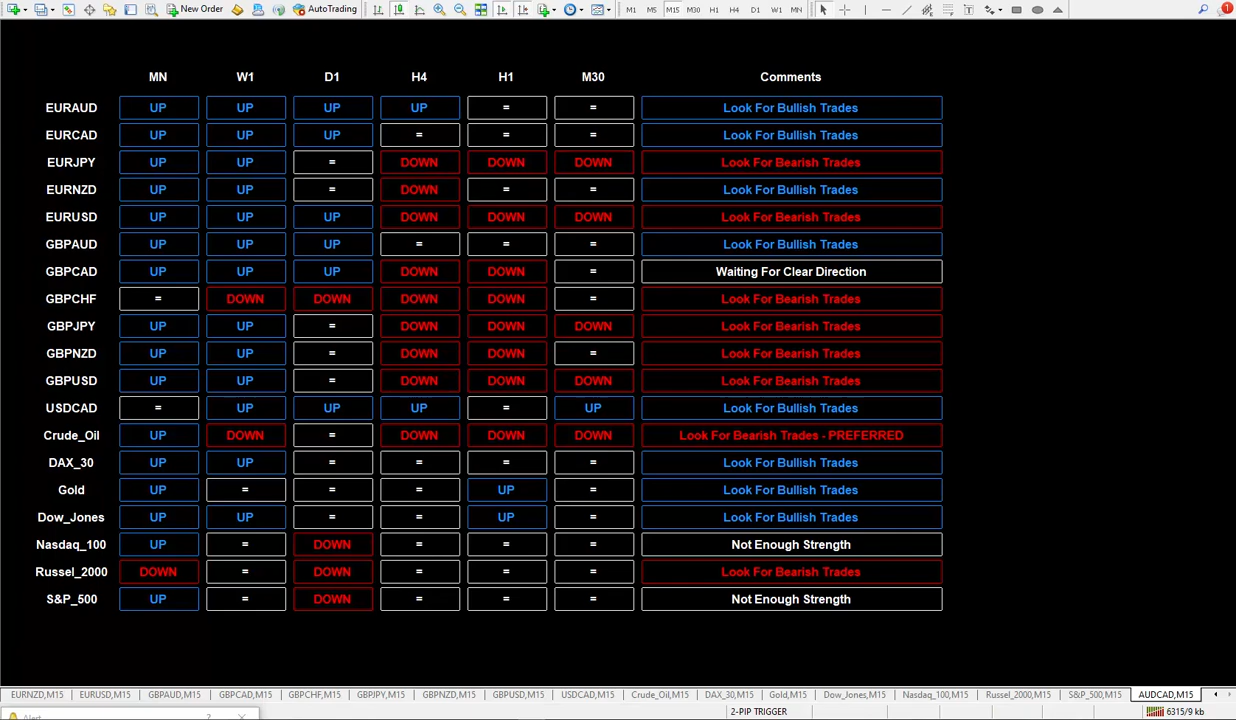 New Order AutoTrading M1 M5 M15 M30 H1 H4 D1 W1 MN 1
MN W1 D1 H4 H1 M30 Comments
EURAUD UP UP UP UP = = Look For Bullish Trades
EURCAD UP UP UP = = = Look For Bullish Trades
EURJPY UP UP = DOWN DOWN DOWN Look For Bearish Trades
EURNZD UP UP = DOWN = = Look For Bullish Trades
EURUSD UP UP UP DOWN DOWN DOWN Look For Bearish Trades
GBPAUD UP UP UP = = = Look For Bullish Trades
GBPCAD UP UP UP DOWN DOWN = Waiting For Clear Direction
GBPCHF = DOWN DOWN DOWN DOWN = Look For Bearish Trades
GBPJPY UP UP = DOWN DOWN DOWN Look For Bearish Trades
GBPNZD UP UP = DOWN DOWN = Look For Bearish Trades
GBPUSD UP UP = DOWN DOWN DOWN Look For Bearish Trades
USDCAD = UP UP UP = UP Look For Bullish Trades
Crude_Oil UP DOWN = DOWN DOWN DOWN Look For Bearish Trades - PREFERRED
DAX_30 UP UP = = = = Look For Bullish Trades
Gold UP = = = UP = Look For Bullish Trades
Dow_Jones UP UP = = UP = Look For Bullish Trades
Nasdaq_100 UP = DOWN = = = Not Enough Strength
Russel_2000 DOWN = DOWN = = = Look For Bearish Trades
S&P_500 UP = DOWN = = = Not Enough Strength
EURNZD,M15 EURUSD,M15 GBPAUD,M15 GBPCAD,M15 GBPCHF,M15 GBPJPY,M15 GBPNZD,M15 GBPUSD,M15 USDCAD,M15 Crude_Oil,M15 DAX_30,M15 Gold,M15 Dow_Jones,M15 Nasdaq_100,M15 Russel_2000,M15 S&P_500,M15 AUDCAD,M15
Alert ? 2-PIP TRIGGER 6315/9 kb